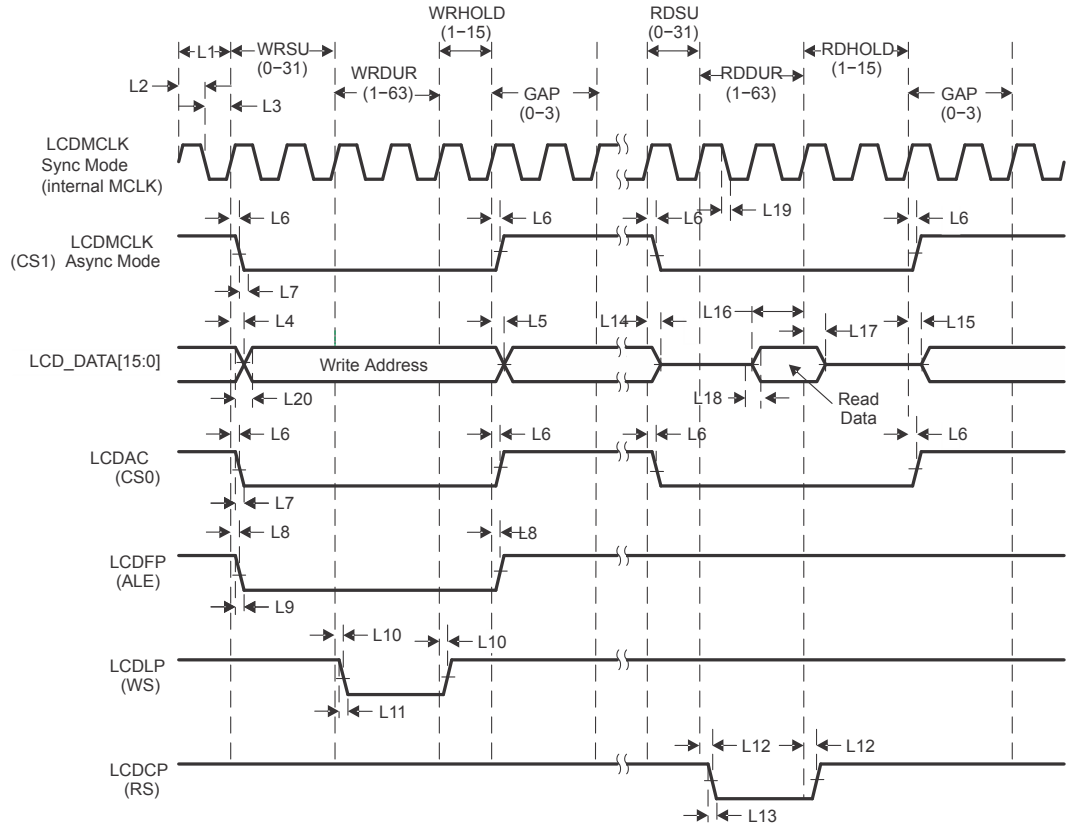 WRHOLD
(1−15)
RDSU
(0−31)
L1
WRSU
(0−31)
RDHOLD
(1−15)
L2
WRDUR
(1−63)
RDDUR
(1−63)
L3
GAP
(0−3)
GAP
(0−3)
LCDMCLK
Sync Mode
(internal MCLK)
L19
L6
L6
L6
L6
LCDMCLK
(CS1) Async Mode
L7
L4
L5
L14
L16
L17
L15
LCD_DATA[15:0]
Write Address
L20
L18
Read
Data
L6
L6
L6
L6
LCDAC
(CS0)
L7
L8
L8
LCDFP
(ALE)
L9
L10
L10
LCDLP
(WS)
L11
L12
L12
LCDCP
(RS)
L13